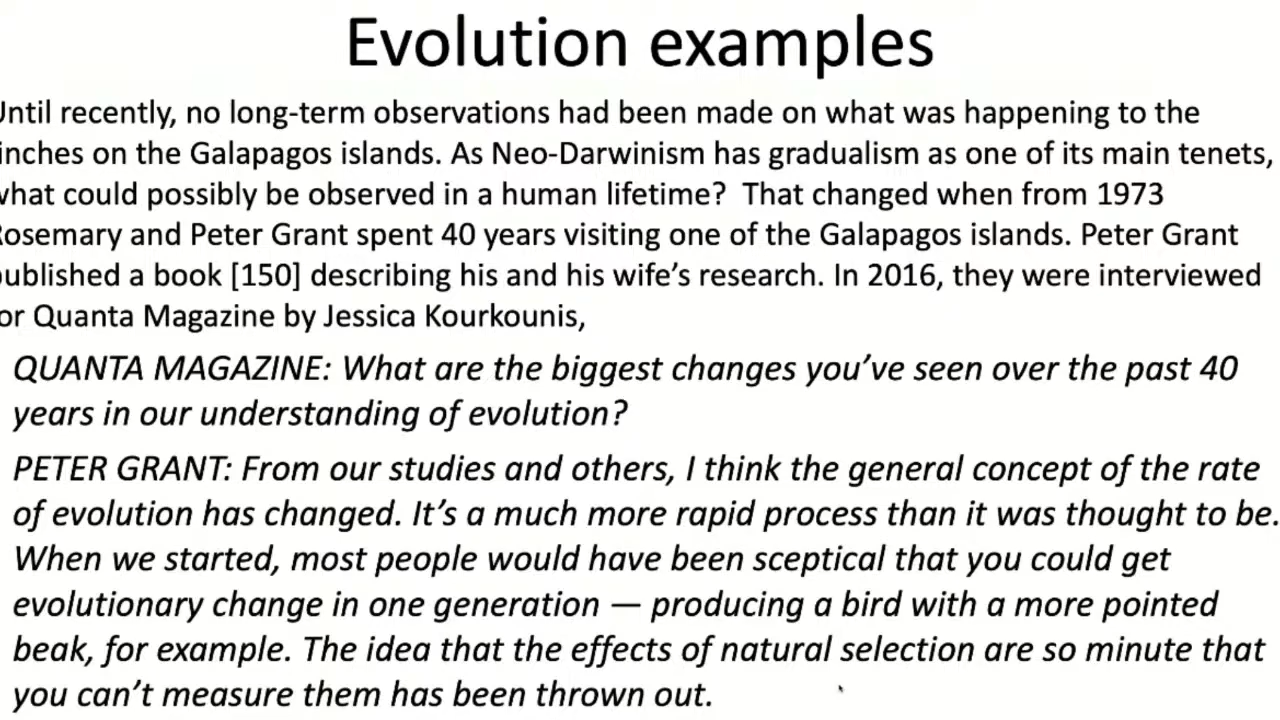 Evolution examples
Until recently, no long-term observations had been made on what was happening to the
finches on the Galapagos islands. As Neo-Darwinism has gradualism as one of its main tenets,
what could possibly be observed in a human lifetime?  That changed when from 1973
Rosemary and Peter Grant spent 40 years visiting one of the Galapagos islands. Peter Grant
published a book [150] describing his and his wife’s research. In 2016, they were interviewed
for Quanta Magazine by Jessica Kourkounis,
QUANTA MAGAZINE: What are the biggest changes you’ve seen over the past 40
years in our understanding of evolution?
PETER GRANT: From our studies and others, I think the general concept of the rate
of evolution has changed. It’s a much more rapid process than it was thought to be.
When we started, most people would have been sceptical that you could get
evolutionary change in one generation — producing a bird with a more pointed
beak, for example. The idea that the effects of natural selection are so minute that
you can’t measure them has been thrown out.